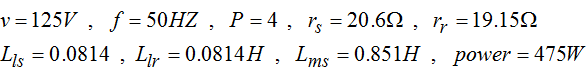 v = 125V , f = 50HZ , P = 4 , r_s = 20.6Ω , r_r = 19.15Ω
L_ls = 0.0814 , L_lr = 0.0814H , L_ms = 0.851H , power = 475W